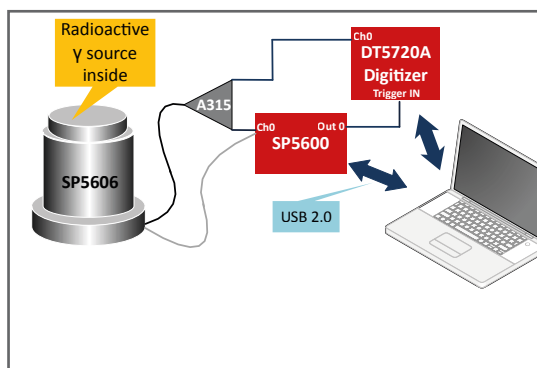 Radioactive
γ source
inside
SP5606
A315
Ch0
DT5720A
Digitizer
Trigger IN
Ch0
Out 0
SP5600
USB 2.0